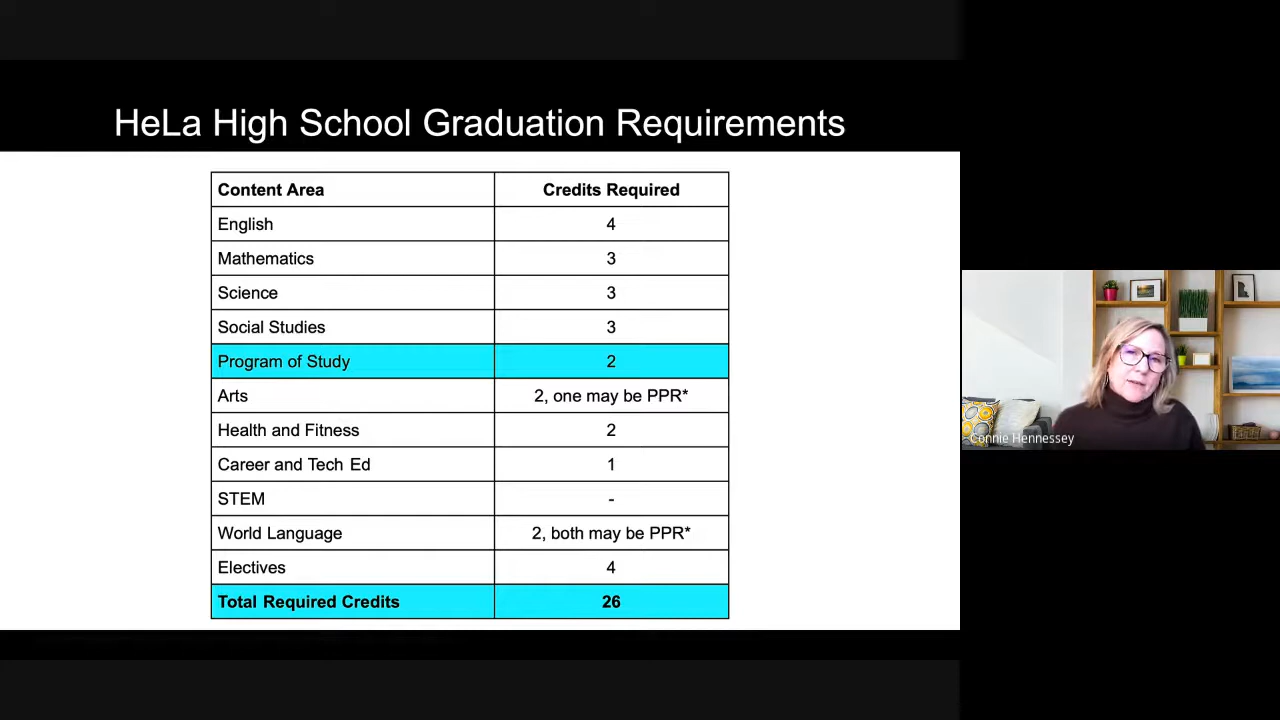 HeLa High School Graduation Requirements
Content Area Credits Required
English 4
Mathematics 3
Science 3
Social Studies 3
Program of Study 2
Arts 2, one may be PPR*
Health and Fitness 2
Career and Tech Ed 1
STEM -
World Language 2, both may be PPR*
Electives 4
Total Required Credits 26
Connie Hennessey